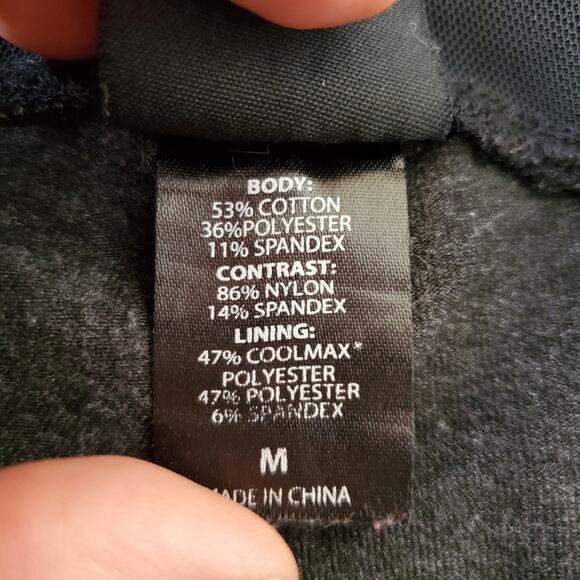 BODY:
53% COTTON
36%POLYESTER
11% SPANDEX
CONTRAST:
86% NYLON
14% SPANDEX
LINING:
47% COOLMAX*
POLYESTER
47% POLYESTER
6% SPANDEX
M
MADE IN CHINA